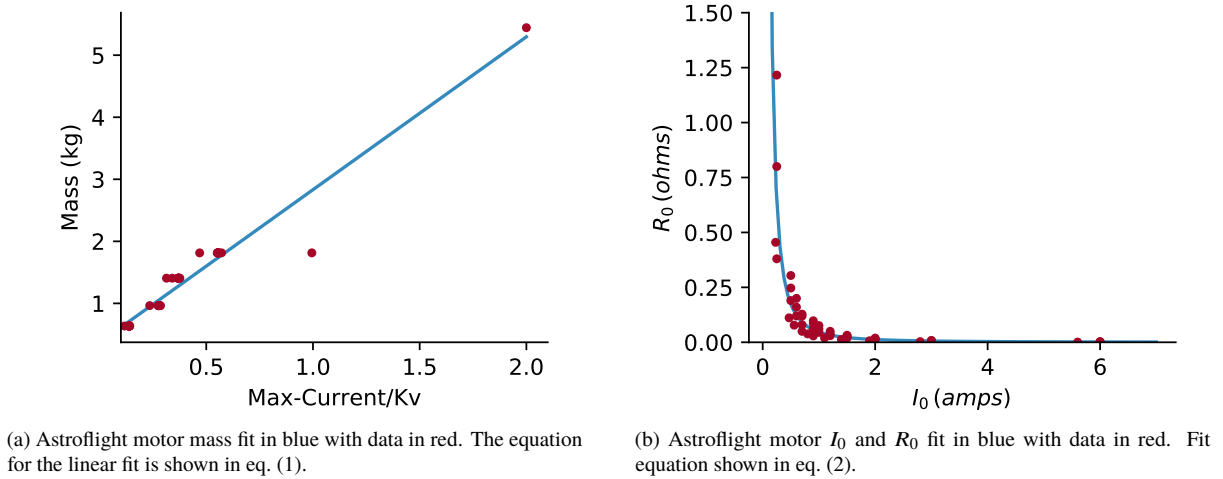 Mass (kg)
5
4
3
2
1
0.5
1.0
1.5
2.0
Max-Current/Kv
(a) Astroflight motor mass fit in blue with data in red. The equation
for the linear fit is shown in eq. (1).
R0 (ohms)
1.50
1.25
1.00
0.75
0.50
0.25
0.00
0
2
4
6
I0 (amps)
(b) Astroflight motor I0 and R0 fit in blue with data in red. Fit
equation shown in eq. (2).